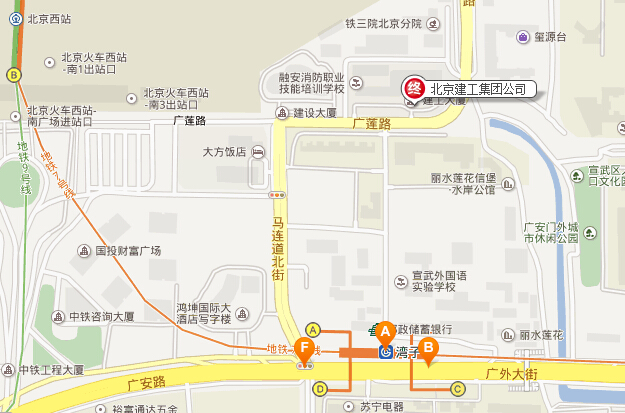 北京西站
铁三院北京分院
玺源台
北京火车西站
-南1出站口
B
融安消防职业
技能培训学校
终
北京建工集团公司
建工大厦
北京火车西站
-南3出站口
北京火车西站-
南广场进站口
建设大厦
广莲路
广莲路
大方饭店
地铁9号线
地铁7号线
丽水莲花信堡
-水岸公馆
宣武区人
口文化
广安门外城
市休闲公园
马连道北街
国投财富广场
宣武外国语
实验学校
中铁咨询大厦
鸿坤国际大
酒店写字楼
A
政储蓄银行
A
丽水莲花
F
地铁
线
湾子
B
中铁工程大厦
广安路
广外大街
D
C
裕富通达五金
苏宁电器